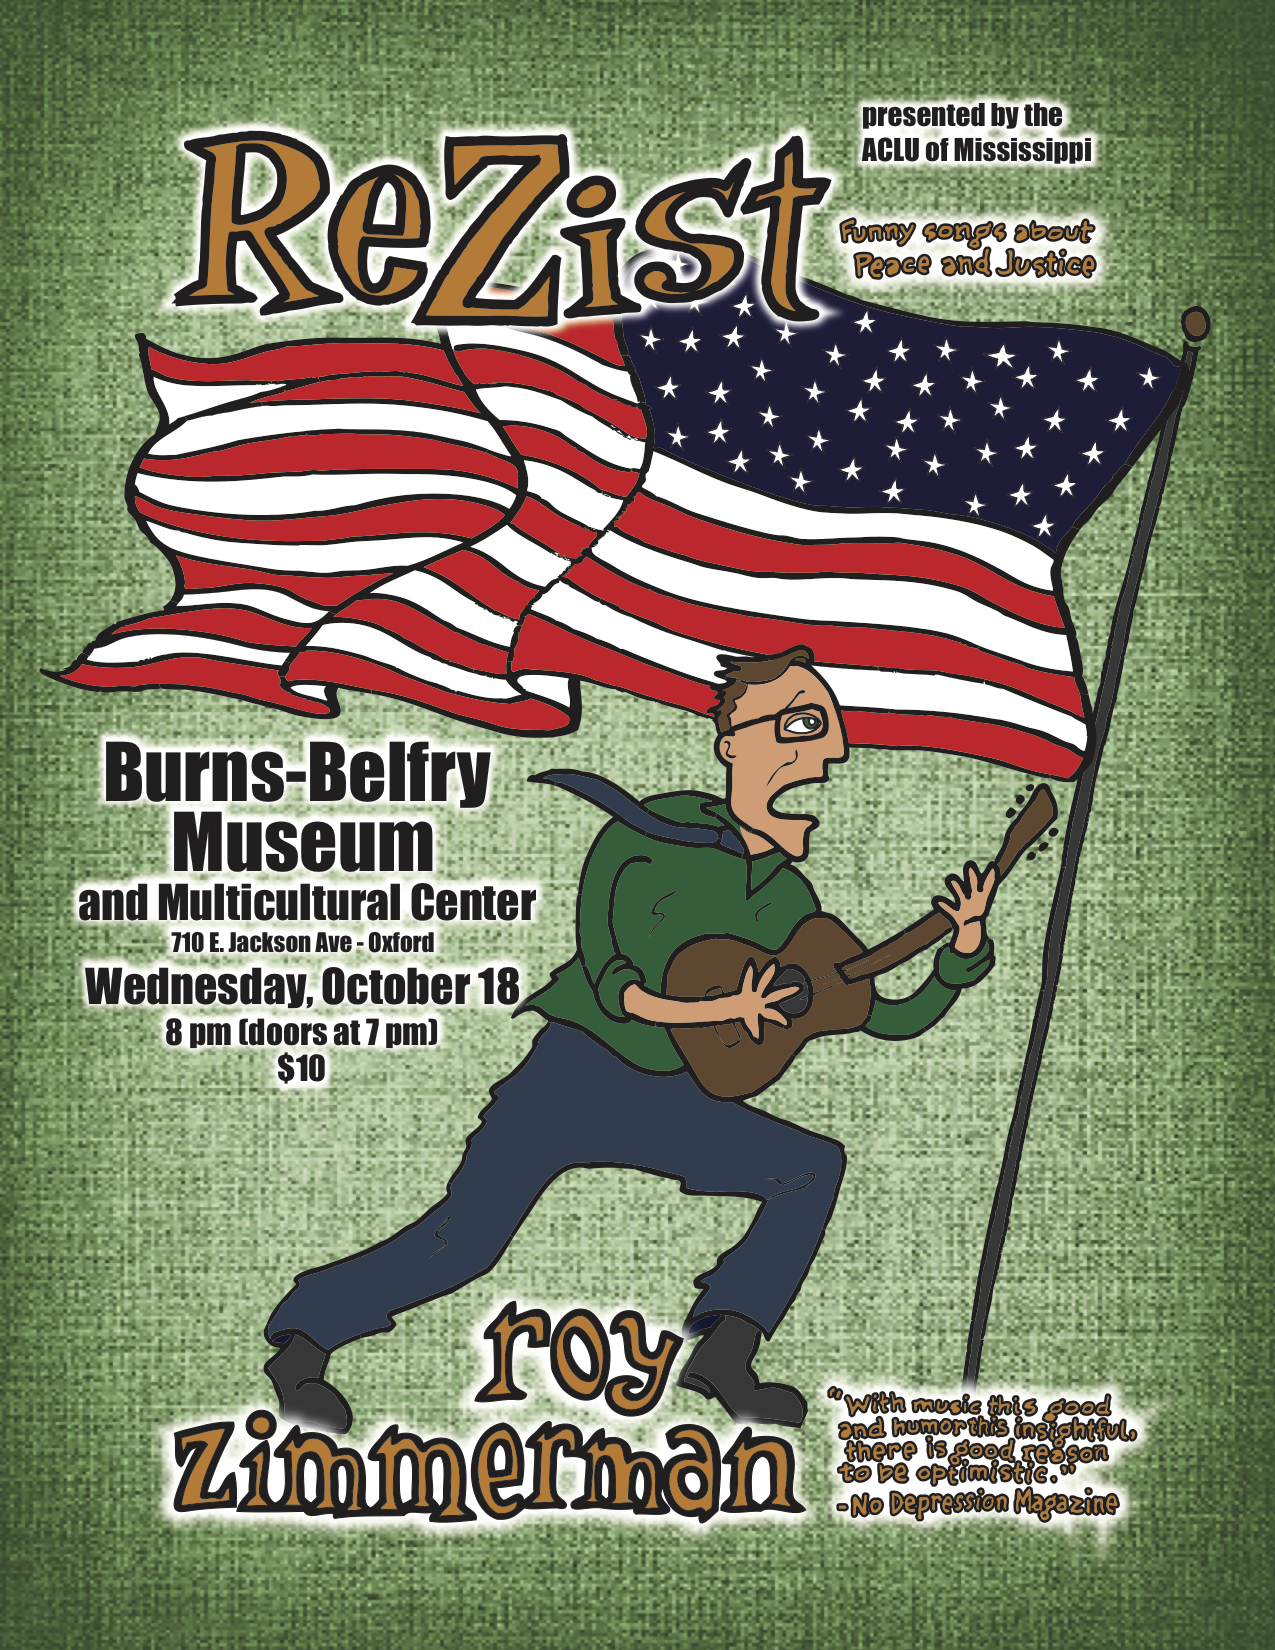 presented by the
ACLU of Mississippi
ReZist
Funny songs about
Peace and Justice
Burns-Belfry
Museum
and Multicultural Center
710 E. Jackson Ave - Oxford
Wednesday, October 18
8 pm (doors at 7 pm)
$10
roy
zimmerman
"With music this good
and humor this insightful,
there is good reason
to be optimistic."
- No Depression Magazine